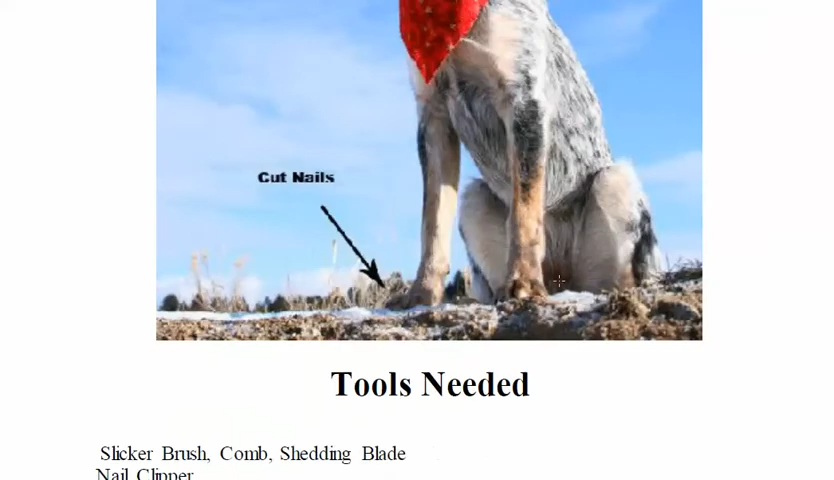 Cut Nails
Tools Needed
Slicker Brush, Comb, Shedding Blade
Nail Clipper